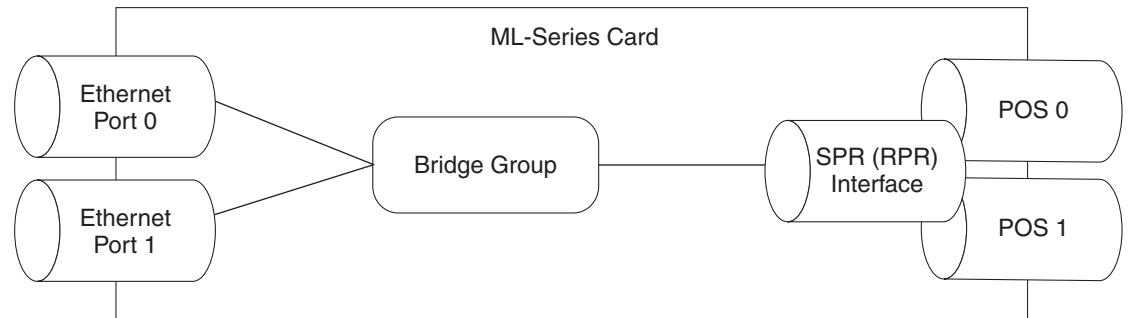 ML-Series Card
Ethernet
Port 0
Ethernet
Port 1
Bridge Group
SPR (RPR)
Interface
POS 0
POS 1